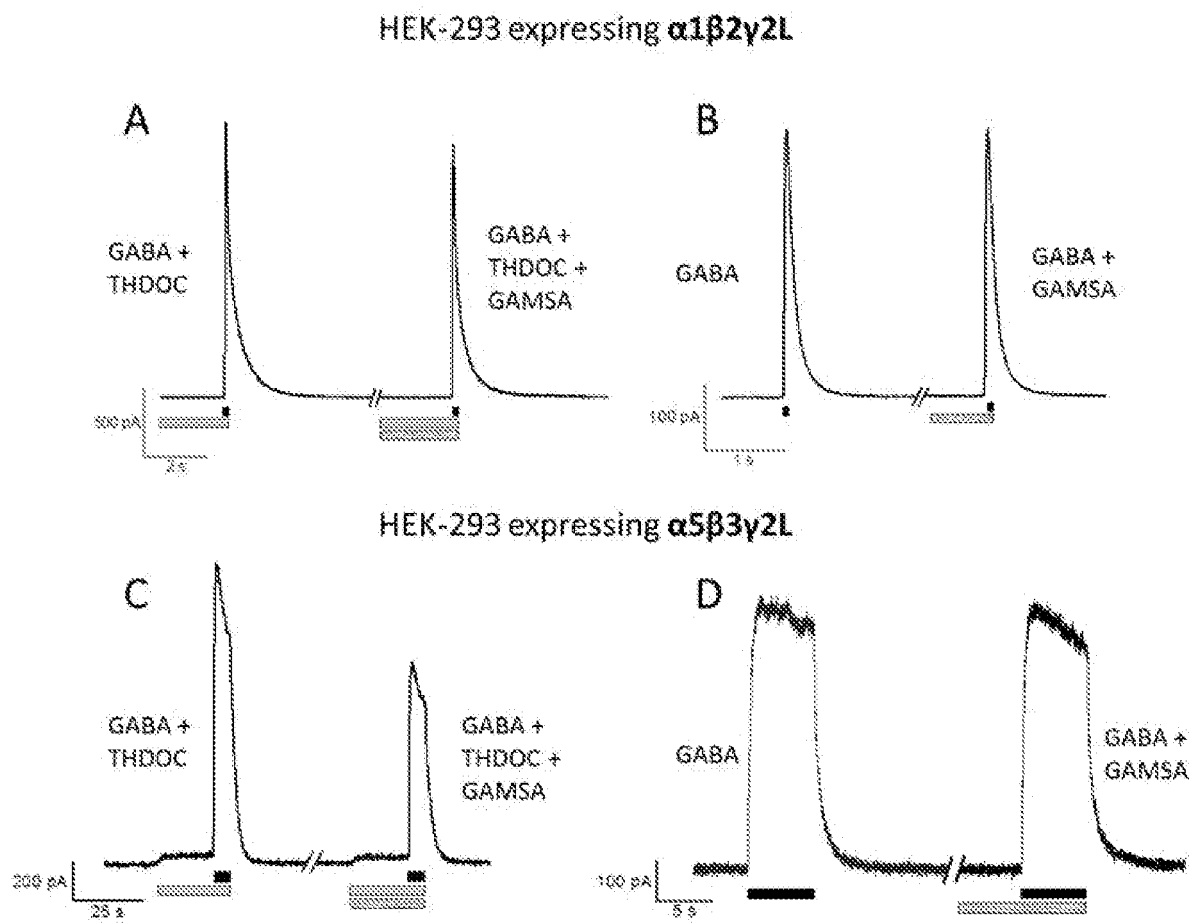 HEK-293 expressing α1β2γ2L
A
B
GABA +
THDOC
GABA +
THDOC +
GAMSA
GABA
GABA +
GAMSA
500 pA
2 s
100 pA
1 s
HEK-293 expressing α5β3γ2L
C
D
GABA +
THDOC
GABA +
THDOC +
GAMSA
GABA
GABA +
GAMSA
200 pA
25 s
100 pA
5 s